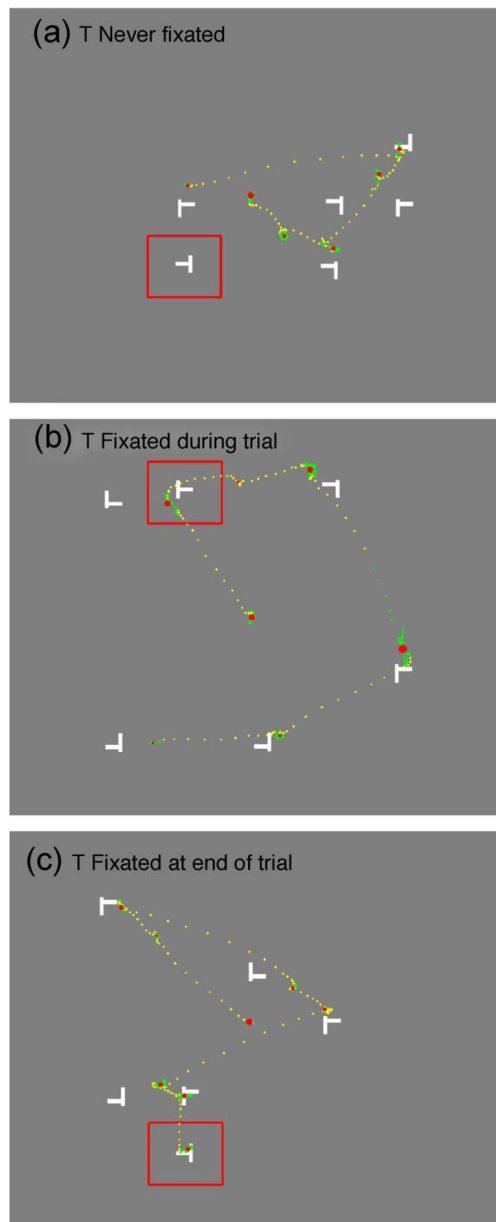 (a) T Never fixated
(b) T Fixated during trial
(c) T Fixated at end of trial